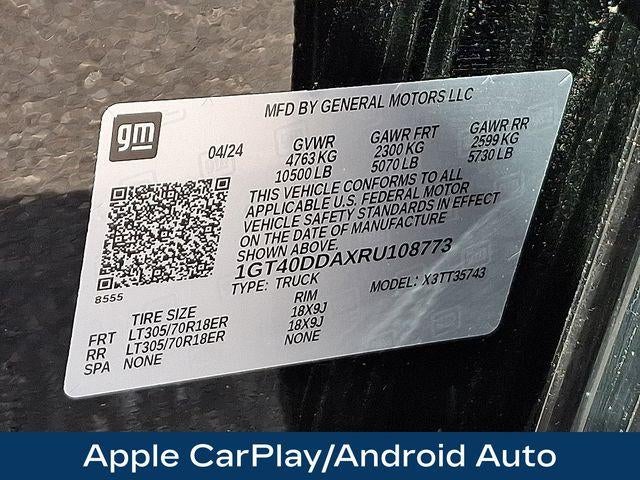 MFD BY GENERAL MOTORS LLC
gm
04/24 GVWR GAWR FRT GAWR RR
4763 KG 2300 KG 2599 KG
10500 LB 5070 LB 5730 LB
THIS VEHICLE CONFORMS TO ALL
APPLICABLE U.S. FEDERAL MOTOR
VEHICLE SAFETY STANDARDS IN EFFECT
ON THE DATE OF MANUFACTURE
SHOWN ABOVE.
1GT40DDAXRU108773
8555
TYPE: TRUCK MODEL: X3TT35743
TIRE SIZE RIM
FRT LT305/70R18ER 18X9J
RR LT305/70R18ER 18X9J
SPA NONE NONE
Apple CarPlay/Android Auto